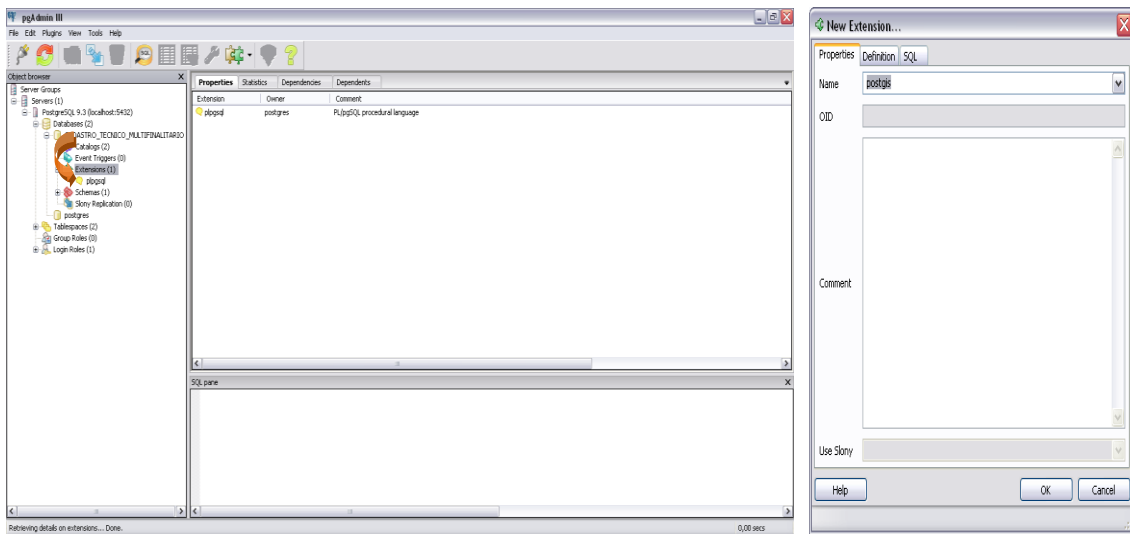 pgAdmin III
File Edit Plugins View Tools Help
Object browser
Server Groups
Servers (1)
PostgreSQL 9.3 (localhost:5432)
Databases (2)
DASTRO_TECNICO_MULTIFINALITARIO
Catalogs (2)
Event Triggers (0)
Extensions (1)
plpgsql
Schemas (1)
Slony Replication (0)
postgres
Tablespaces (2)
Group Roles (0)
Login Roles (1)
Properties Statistics Dependencies Dependents
Extension Owner Comment
plpgsql postgres PL/pgSQL procedural language
SQL pane
Retrieving details on extensions... Done.
0,00 secs
New Extension...
Properties Definition SQL
Name postgis
OID
Comment
Use Slony
Help OK Cancel